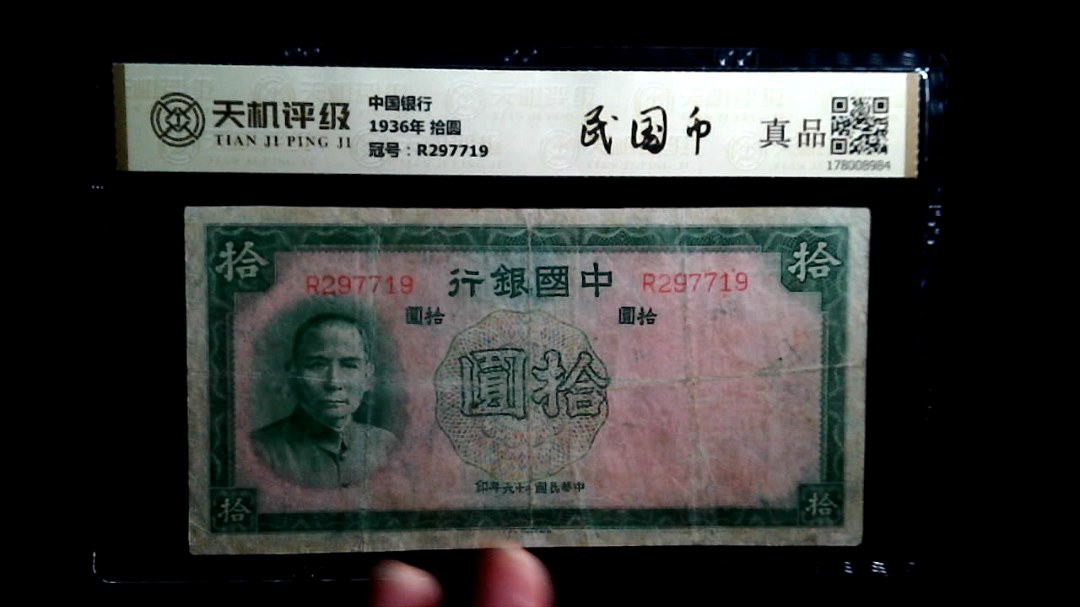 天机评级
TIAN JI PING JI
中国银行
1936年 拾圆
冠号：R297719
民国币
真品
178008984
拾
拾
R297719
行銀國中
R297719
圓拾
圓拾
圓拾
印年六十二國民華中
拾
拾